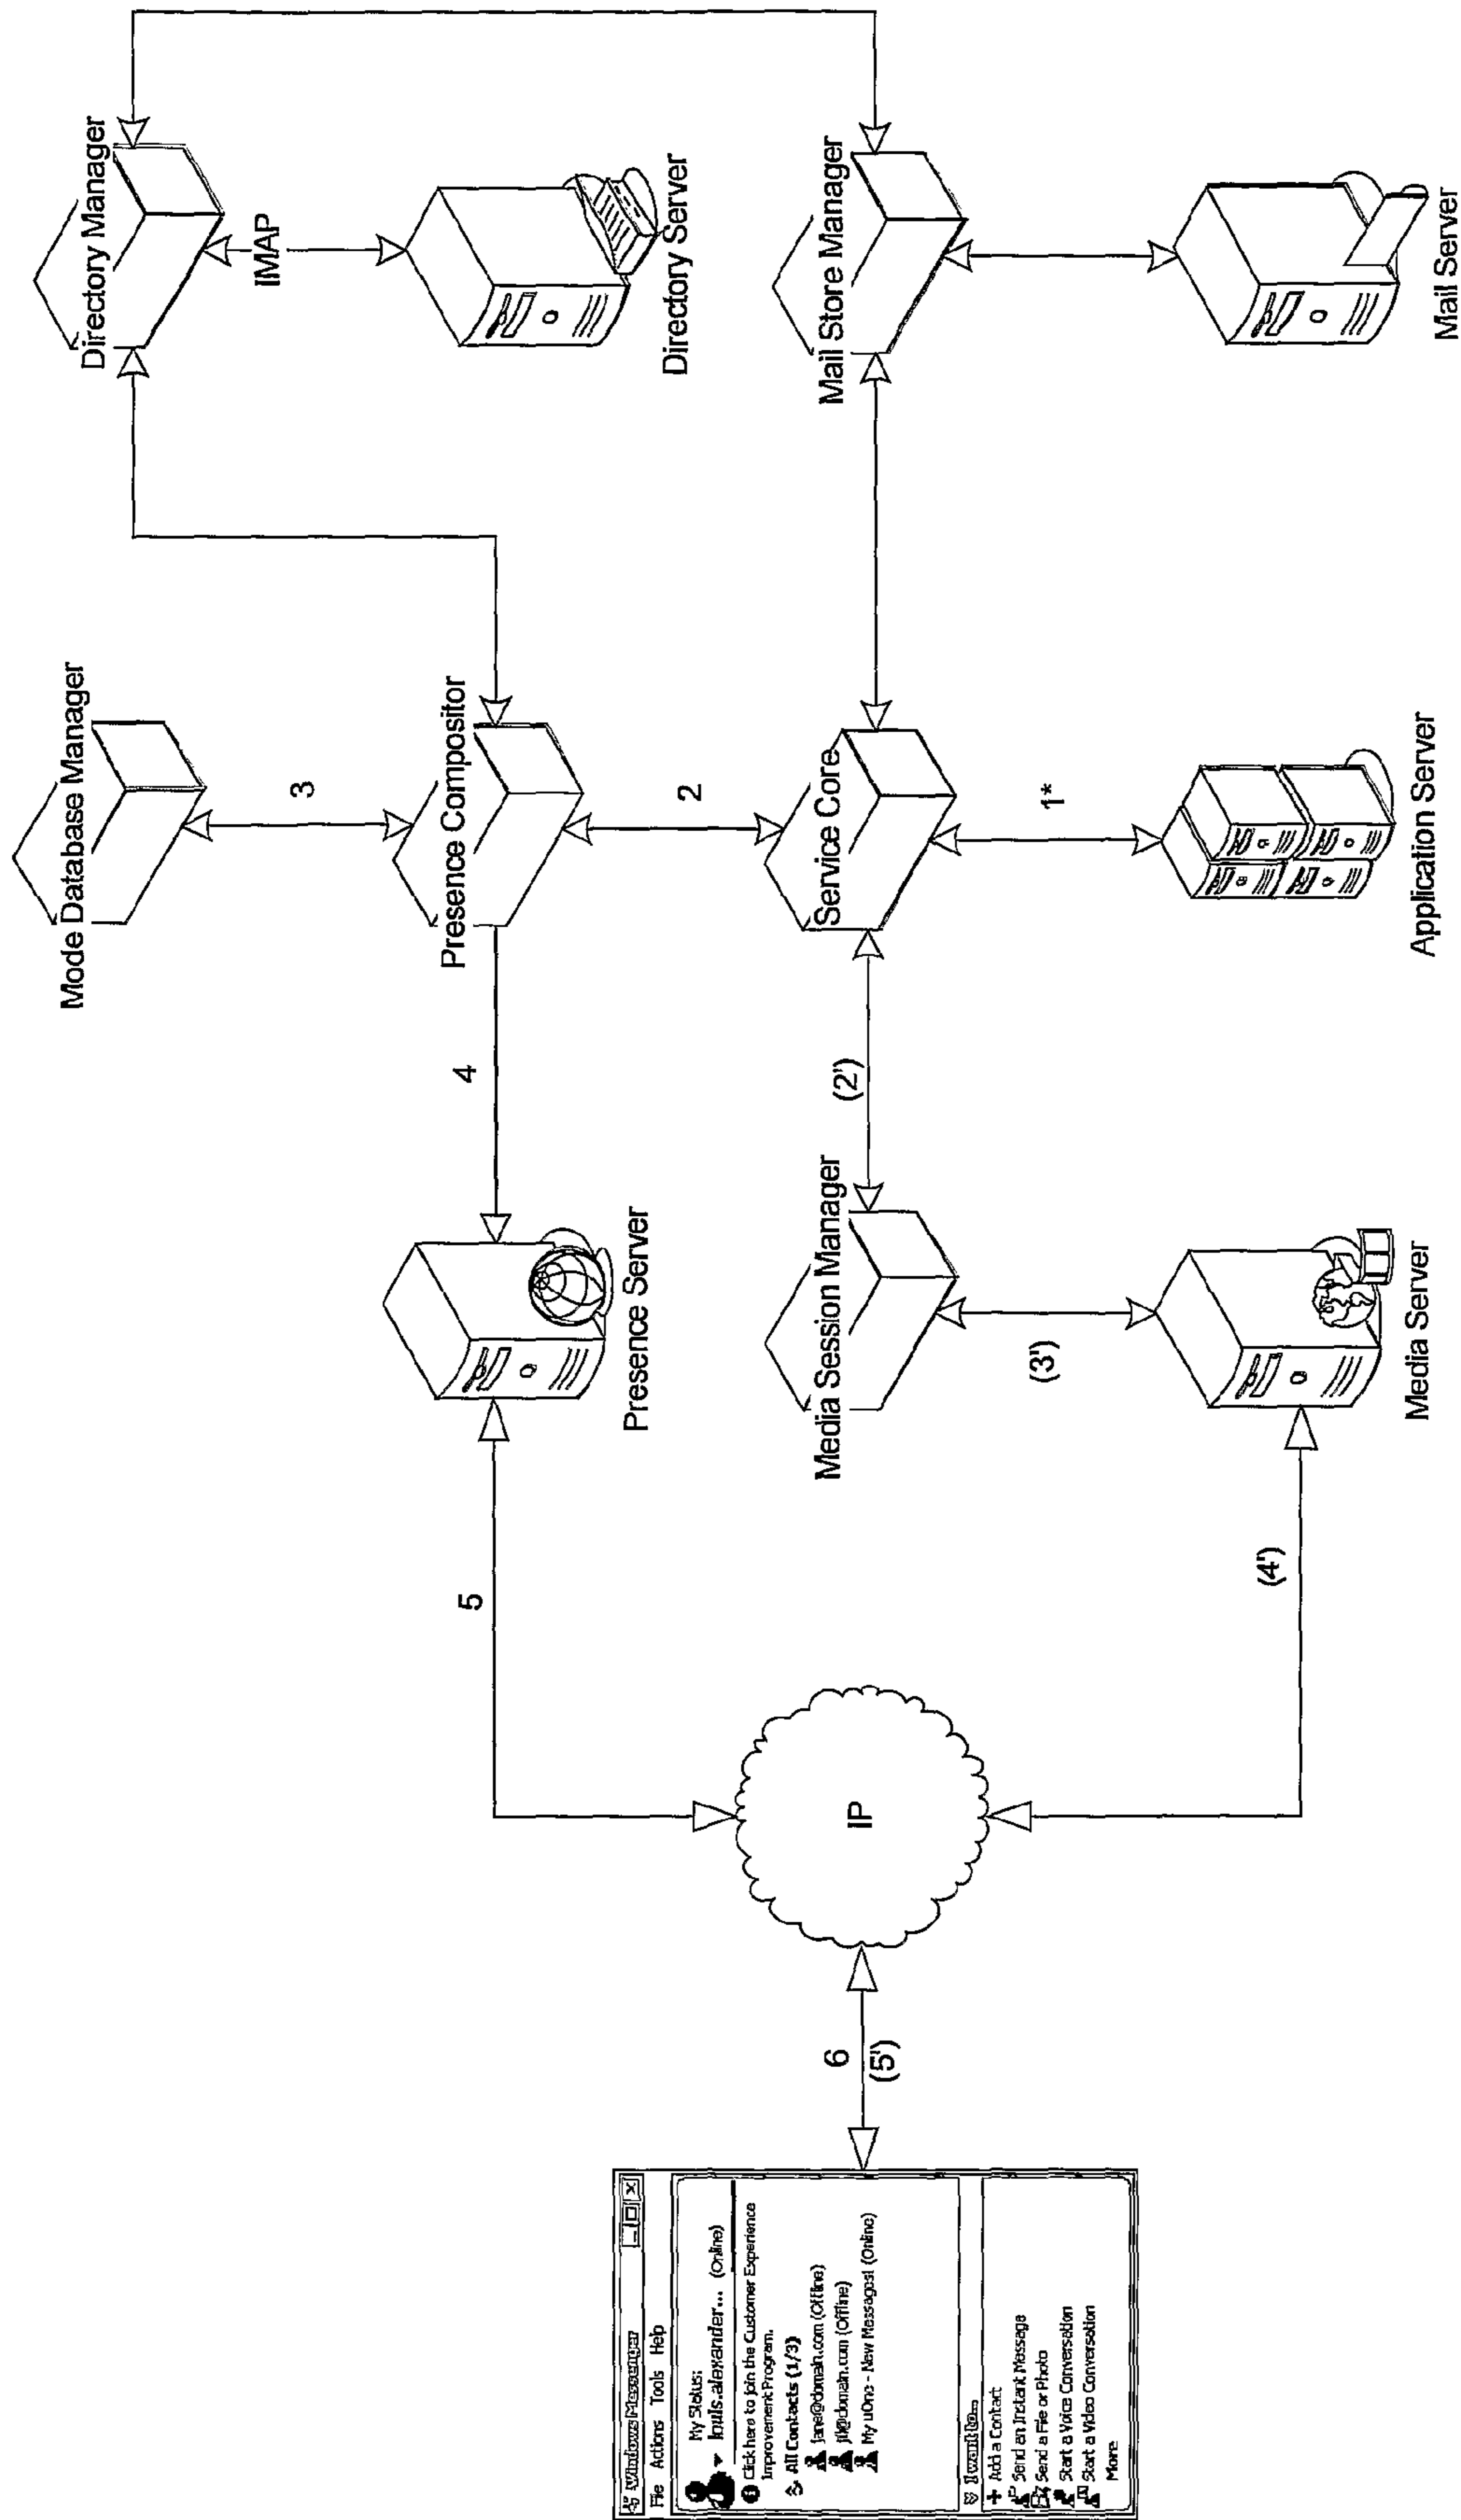 Mode Database Manager
Directory Manager
3
IMAP
Presence Compositor
Directory Server
4
Presence Server
5
2
Mail Store Manager
Service Core
(2')
Media Session Manager
1*
(3')
Mail Server
Application Server
Media Server
(4')
IP
6
(5')
Windows Messenger
File Actions Tools Help
My Status:
louis.alexander... (Online)
Click here to join the Customer Experience
Improvement Program.
All Contacts (1/3)
jane@domain.com (Offline)
(Offline)
My uOne - New Messages! (Online)
I want to...
Add a Contact
Send an Instant Message
Send a File or Photo
Start a Voice Conversation
Start a Video Conversation
More